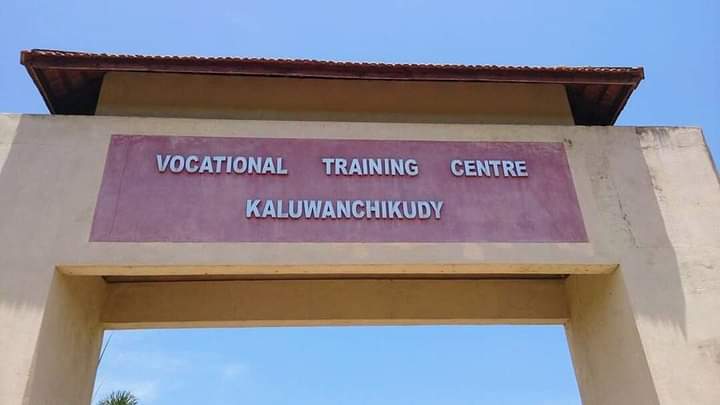 VOCATIONAL TRAINING CENTRE
KALUWANCHIKUDY